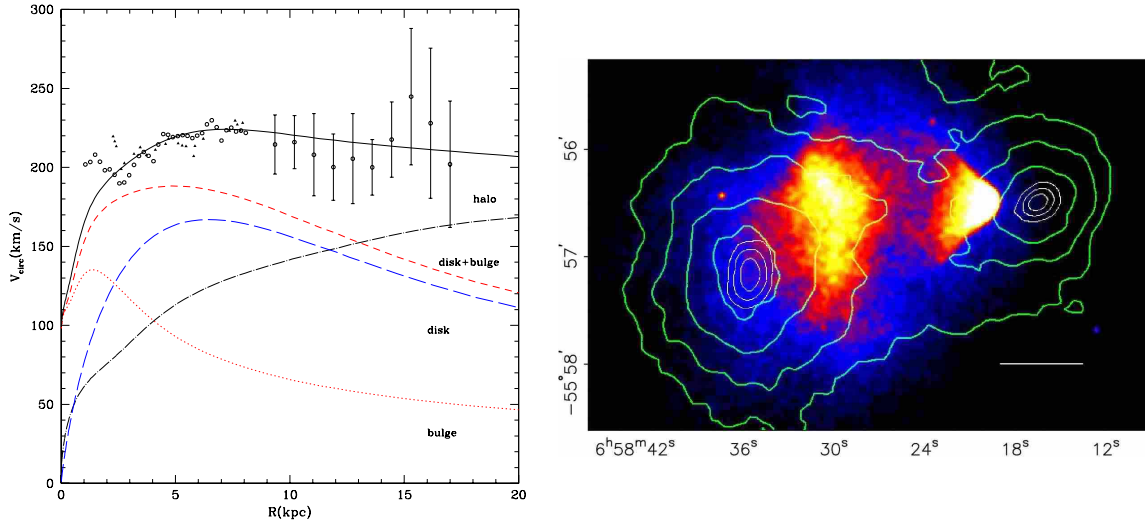 300
250
200
150
100
50
0
V_circ(km/s)
halo
disk+bulge
disk
bulge
0 5 10 15 20
R(kpc)
56'
57'
-55°58'
6ʰ58ᵐ42ˢ 36ˢ 30ˢ 24ˢ 18ˢ 12ˢ